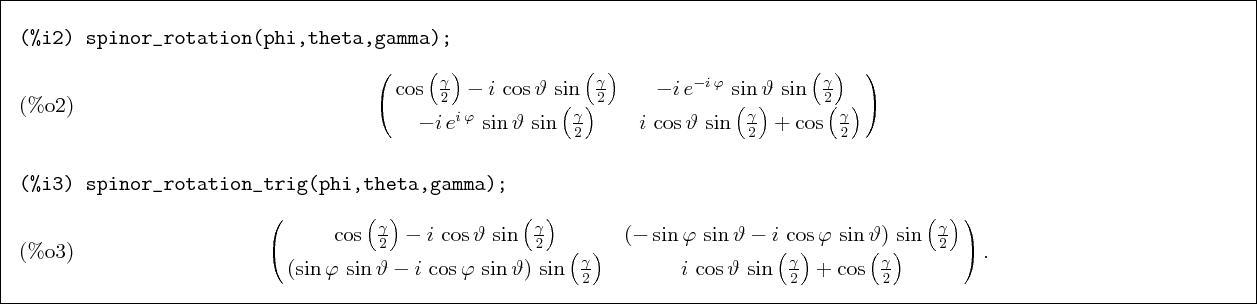 (%i2) spinor_rotation(phi,theta,gamma);
(%o2) ( cos(γ/2) − i cos ϑ sin(γ/2)   −i e^{−i φ} sin ϑ sin(γ/2)
−i e^{i φ} sin ϑ sin(γ/2)   i cos ϑ sin(γ/2) + cos(γ/2) )
(%i3) spinor_rotation_trig(phi,theta,gamma);
(%o3) ( cos(γ/2) − i cos ϑ sin(γ/2)   (− sin φ sin ϑ − i cos φ sin ϑ) sin(γ/2)
(sin φ sin ϑ − i cos φ sin ϑ) sin(γ/2)   i cos ϑ sin(γ/2) + cos(γ/2) ) .